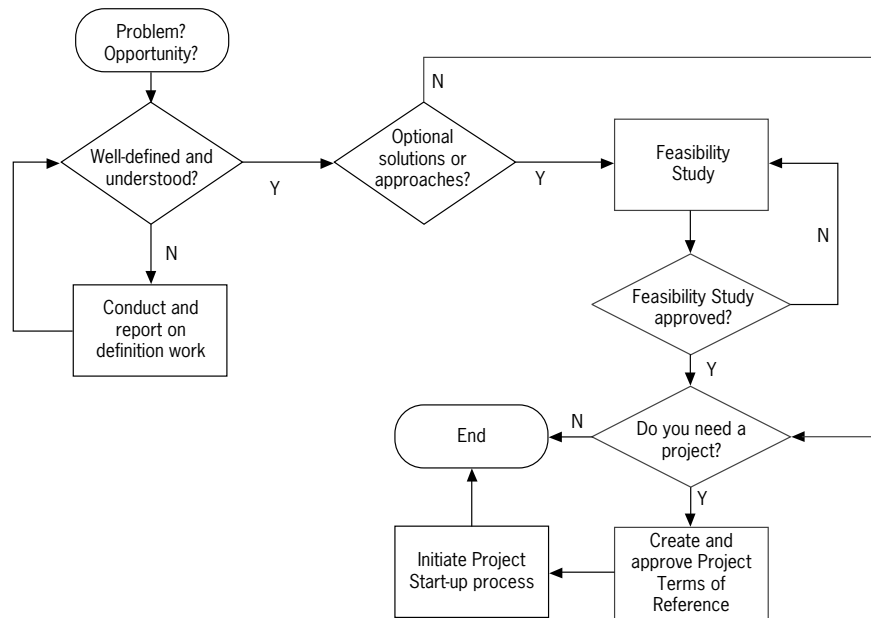 Problem?
Opportunity?
Well-defined and
understood?
Y
N
Conduct and
report on
definition work
Optional
solutions or
approaches?
N
Y
Feasibility
Study
N
Feasibility Study
approved?
Y
Do you need a
project?
N
Y
End
Create and
approve Project
Terms of
Reference
Initiate Project
Start-up process